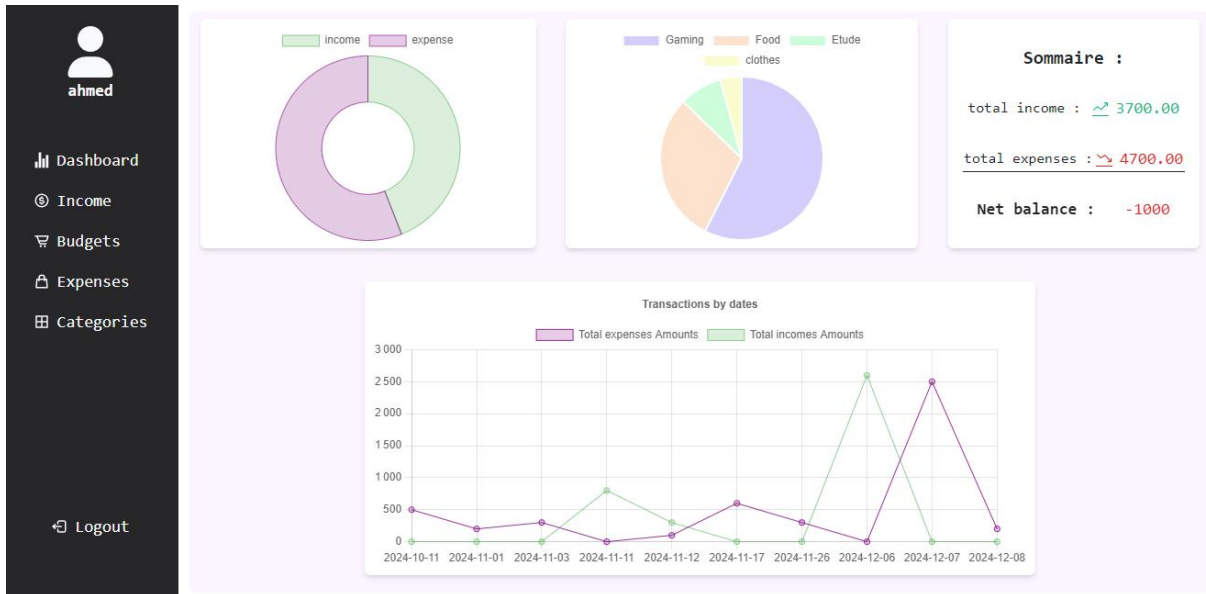 ahmed
Dashboard
Income
Budgets
Expenses
Categories
Logout
income expense
Gaming Food Etude
clothes
Sommaire :
total income : 3700.00
total expenses : 4700.00
Net balance : -1000
Transactions by dates
Total expenses Amounts Total incomes Amounts
3 000
2 500
2 000
1 500
1 000
500
0
2024-10-11 2024-11-01 2024-11-03 2024-11-11 2024-11-12 2024-11-17 2024-11-26 2024-12-06 2024-12-07 2024-12-08